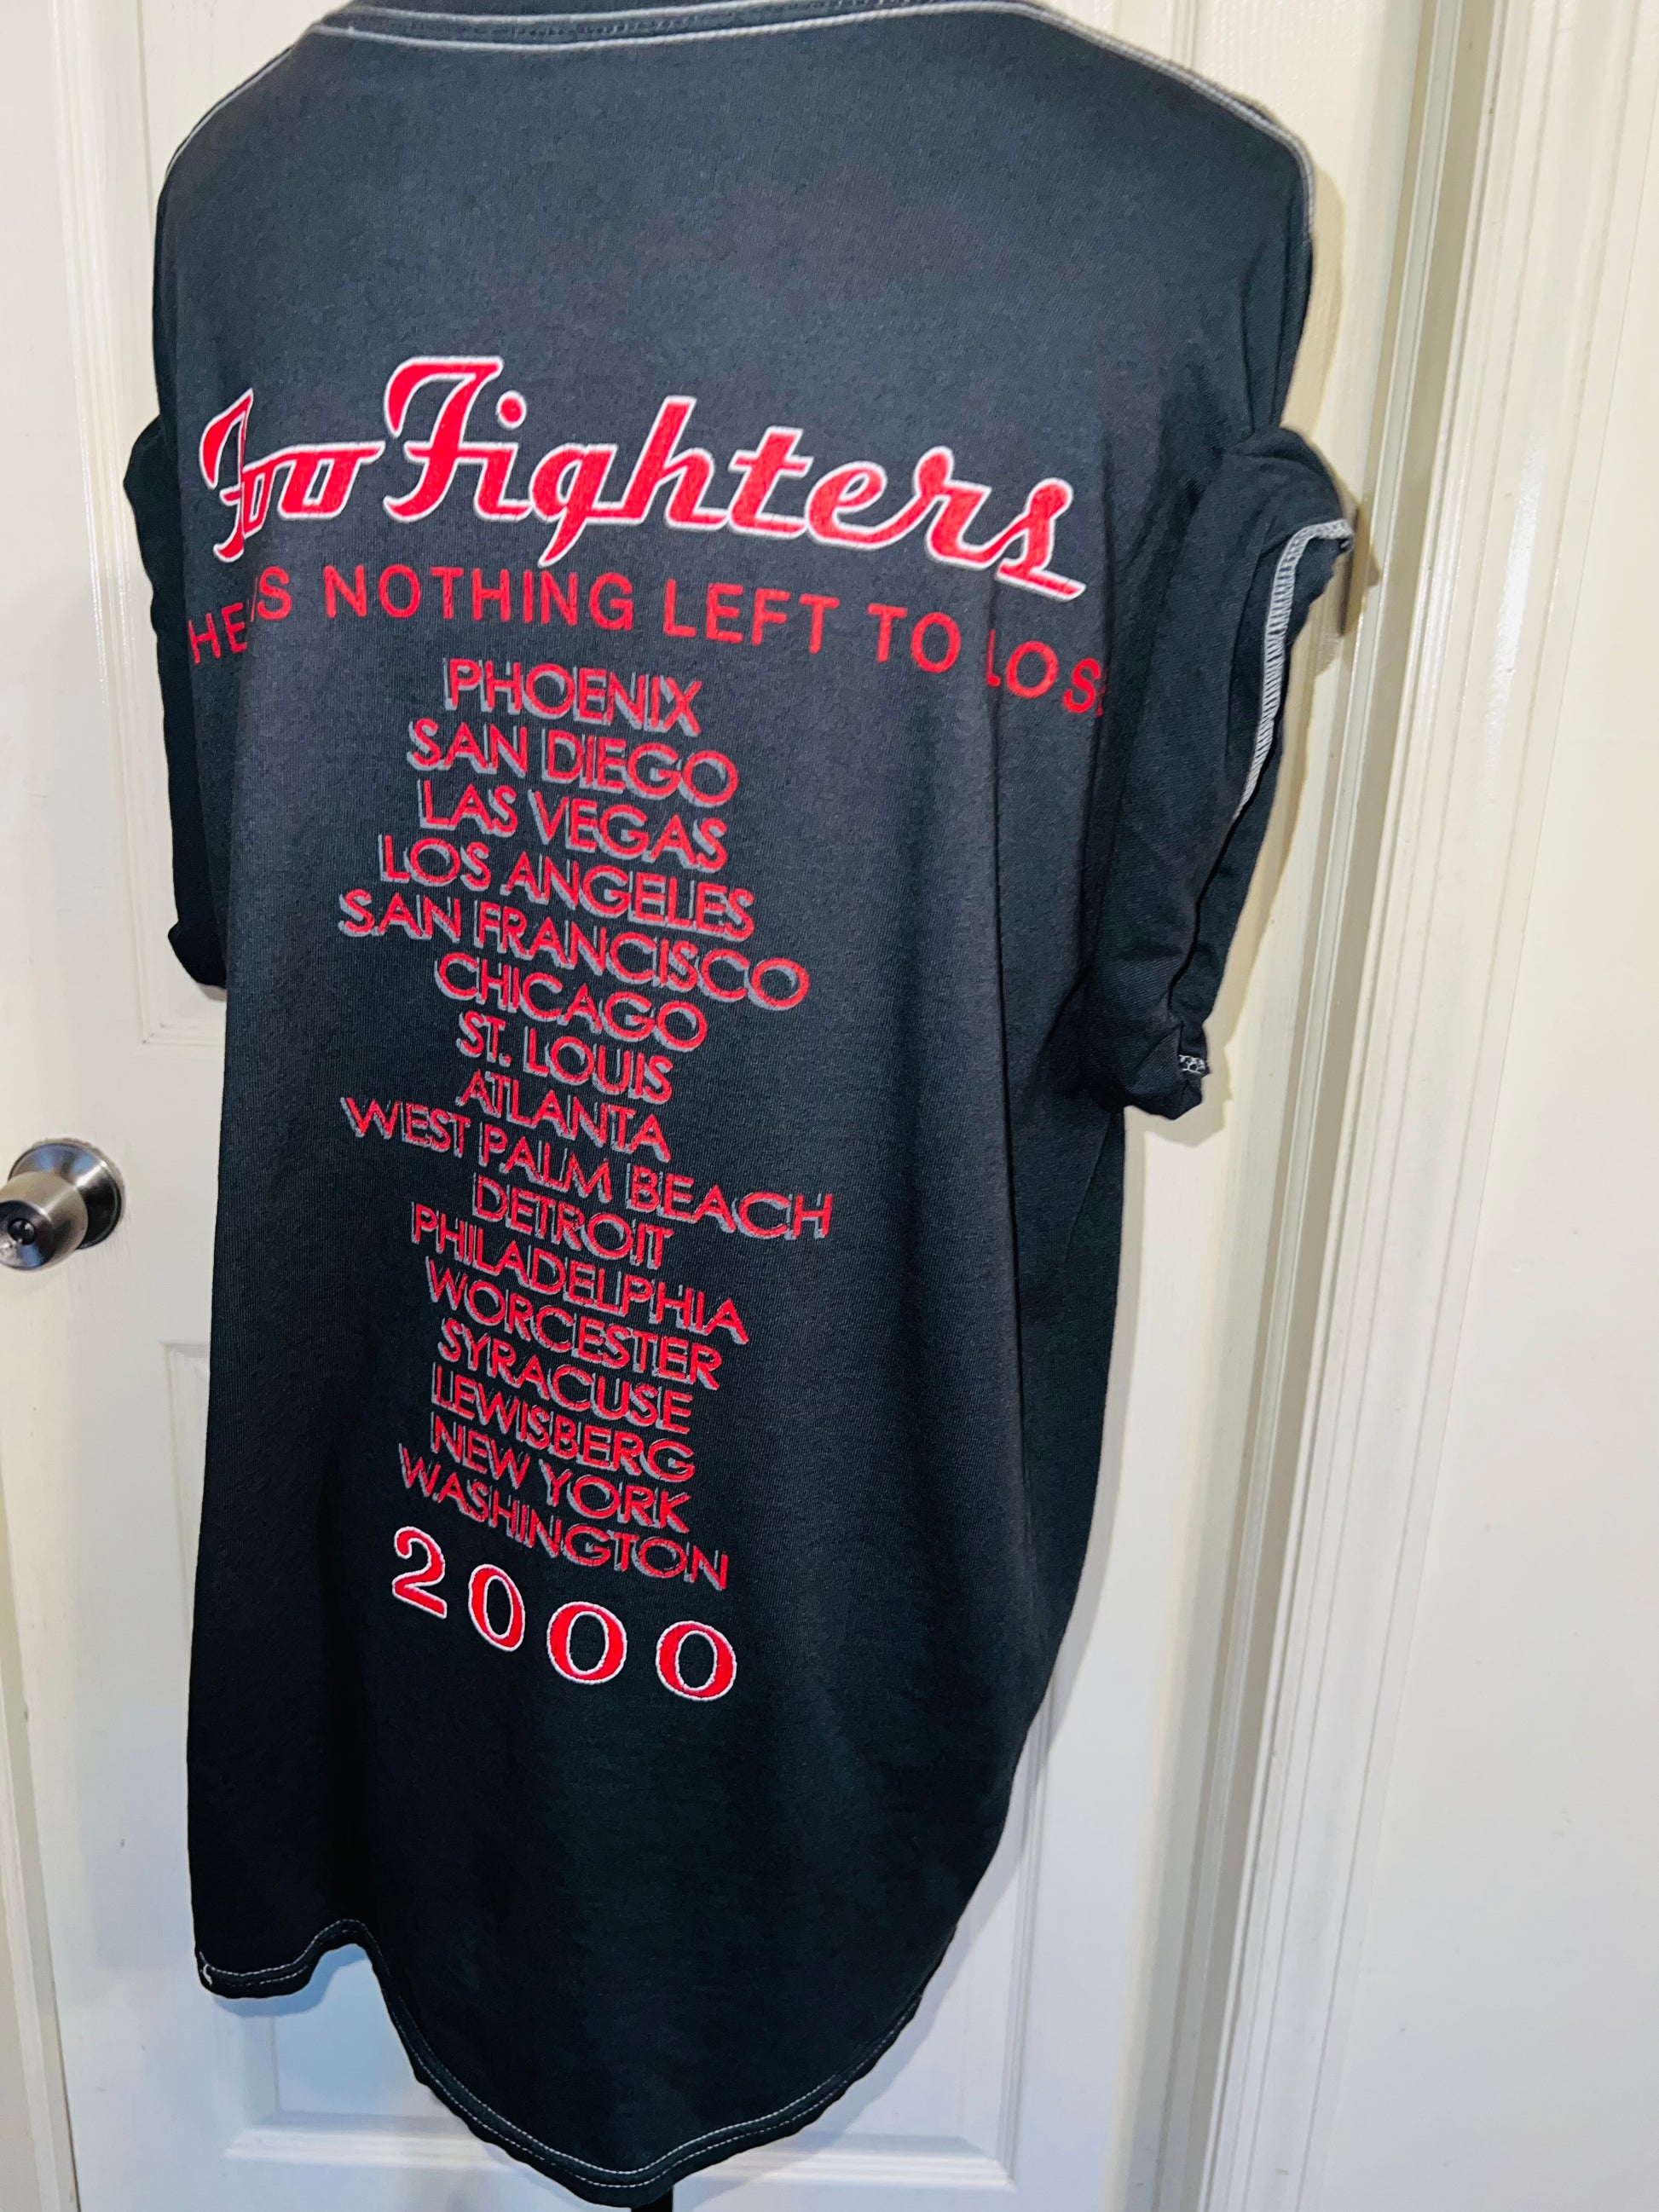 Foo Fighters
NOTHING LEFT TO
PHOENIX
SAN DIEGO
LAS VEGAS
LOS ANGELES
SAN FRANCISCO
CHICAGO
ST. LOUIS
ATLANTA
WEST PALM BEACH
DETROIT
PHILADELPHIA
WORCESTER
SYRACUSE
LEWISBERG
NEW YORK
WASHINGTON
2000